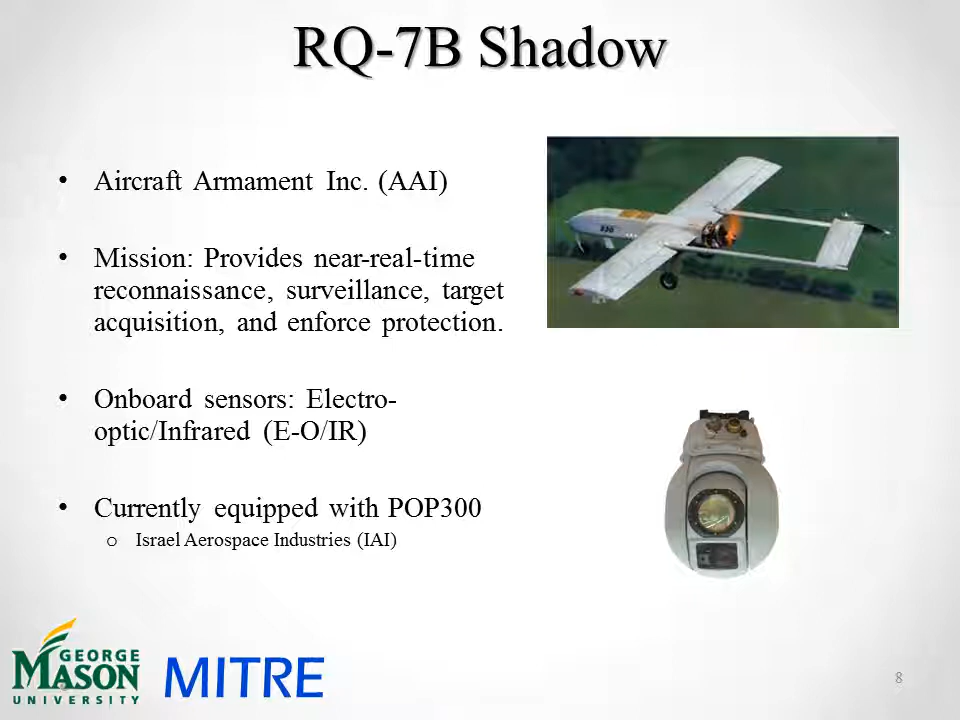 RQ-7B Shadow
• Aircraft Armament Inc. (AAI)
• Mission: Provides near-real-time
reconnaissance, surveillance, target
acquisition, and enforce protection.
• Onboard sensors: Electro-
optic/Infrared (E-O/IR)
• Currently equipped with POP300
o Israel Aerospace Industries (IAI)
GEORGE
MASON
UNIVERSITY
MITRE
8